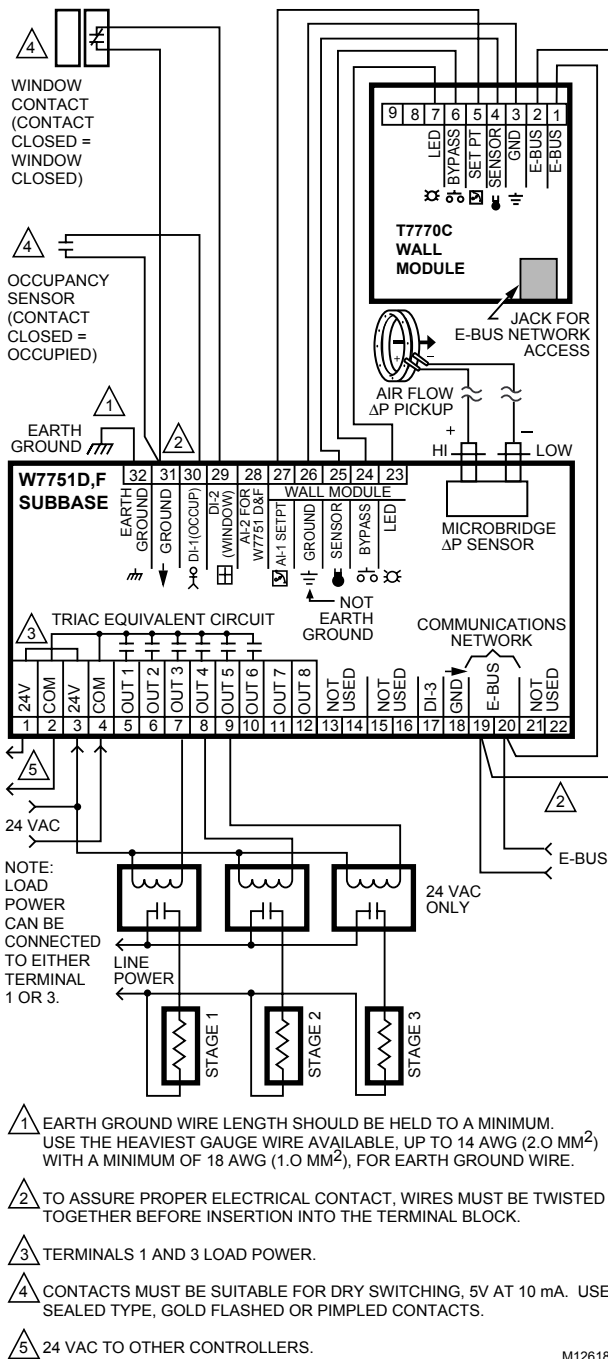 4
WINDOW
CONTACT
(CONTACT
CLOSED =
WINDOW
CLOSED)
4
OCCUPANCY
SENSOR
(CONTACT
CLOSED =
OCCUPIED)
9 8 7 6 5 4 3 2 1
LED
BYPASS
SET PT
SENSOR
GND
E-BUS
E-BUS
T7770C
WALL
MODULE
JACK FOR
E-BUS NETWORK
ACCESS
+ –
AIR FLOW
ΔP PICKUP
+ –
HI LOW
MICROBRIDGE
ΔP SENSOR
1
EARTH
GROUND
2
W7751D,F
SUBBASE
32 31 30 29 28 27 26 25 24 23
EARTH
GROUND
GROUND
DI-1(OCCUP)
DI-2
(WINDOW)
AI-2 FOR
W7751 D&F
WALL MODULE
AI-1 SETPT
GROUND
SENSOR
BYPASS
LED
NOT
EARTH
GROUND
3
TRIAC EQUIVALENT CIRCUIT
COMMUNICATIONS
NETWORK
24V
COM
24V
COM
OUT 1
OUT 2
OUT 3
OUT 4
OUT 5
OUT 6
OUT 7
OUT 8
NOT
USED
NOT
USED
DI-3
GND
E-BUS
NOT
USED
1 2 3 4 5 6 7 8 9 10 11 12 13 14 15 16 17 18 19 20 21 22
5
2
24 VAC
E-BUS
NOTE:
LOAD
POWER
CAN BE
CONNECTED
TO EITHER
TERMINAL
1 OR 3.
24 VAC
ONLY
LINE
POWER
STAGE 1
STAGE 2
STAGE 3
1 EARTH GROUND WIRE LENGTH SHOULD BE HELD TO A MINIMUM.
USE THE HEAVIEST GAUGE WIRE AVAILABLE, UP TO 14 AWG (2.O MM2)
WITH A MINIMUM OF 18 AWG (1.O MM2), FOR EARTH GROUND WIRE.
2 TO ASSURE PROPER ELECTRICAL CONTACT, WIRES MUST BE TWISTED
TOGETHER BEFORE INSERTION INTO THE TERMINAL BLOCK.
3 TERMINALS 1 AND 3 LOAD POWER.
4 CONTACTS MUST BE SUITABLE FOR DRY SWITCHING, 5V AT 10 mA. USE
SEALED TYPE, GOLD FLASHED OR PIMPLED CONTACTS.
5 24 VAC TO OTHER CONTROLLERS.
M12618